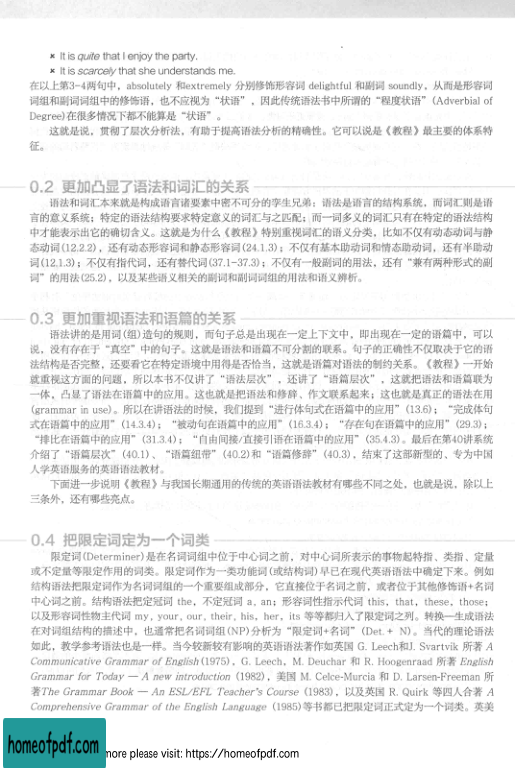 × It is quite that I enjoy the party.
× It is scarcely that she understands me.
在以上第3-4两句中，absolutely 和extremely 分别修饰形容词 delightful 和副词 soundly，从而是形容词
词组和副词词组中的修饰语，也不应视为“状语”，因此传统语法书中所谓的“程度状语”(Adverbial of
Degree)在很多情况下都不能算是“状语”。
这就是说，贯彻了层次分析法，有助于提高语法分析的精确性。它可以说是《教程》最主要的体系特
征。
0.2 更加凸显了语法和词汇的关系
语法和词汇本来就是构成语言诸要素中密不可分的孪生兄弟；语法是语言的结构系统，而词汇则是语
言的意义系统；特定的语法结构要求特定意义的词汇与之匹配；而一词多义的词汇只有在特定的语法结构
中才能表示出它的确切含义。这就是为什么《教程》特别重视词汇的语义分类，比如不仅有动态动词与静
态动词(12.2.2)，还有动态形容词和静态形容词(24.1.3)；不仅有基本助动词和情态助动词，还有半助动
词(12.1.3)；不仅有指代词，还有替代词(37.1-37.3)；不仅有一般副词的用法，还有“兼有两种形式的副
词”的用法(25.2)，以及某些语义相关的副词和副词词组的用法和语义辨析。
0.3 更加重视语法和语篇的关系
语法讲的是用词(组)造句的规则，而句子总是出现在一定上下文中，即出现在一定的语篇中，可以
说，没有存在于“真空”中的句子。这就是语法和语篇不可分割的联系。句子的正确性不仅取决于它的语
法结构是否完整，还要看它在特定语境中用得是否恰当，这就是语篇对语法的制约关系。《教程》一开始
就重视这方面的问题，所以本书不仅讲了“语法层次”，还讲了“语篇层次”，这就把语法和语篇联为
一体，凸显了语法在语篇中的应用。这也就是把语法和修辞、作文联系起来；这也就是真正的语法在用
(grammar in use)。所以在讲语法的时候，我们提到“进行体句式在语篇中的应用”(13.6)；“完成体句
式在语篇中的应用”(14.3.4)；“被动句在语篇中的应用”(16.3.4)；“存在句在语篇中的应用”(29.3)；
“排比在语篇中的应用”(31.3.4)；“自由间接/直接引语在语篇中的应用”(35.4.3)。最后在第40讲系统
介绍了“语篇层次”(40.1)、“语篇纽带”(40.2)和“语篇修辞”(40.3)，结束了这部新型的、专为中国
人学英语服务的英语语法教材。
下面进一步说明《教程》与我国长期通用的传统的英语语法教材有哪些不同之处，也就是说，除以上
三条外，还有哪些亮点。
0.4 把限定词定为一个词类
限定词(Determiner)是在名词词组中位于中心词之前，对中心词所表示的事物起特指、类指、定量
或不定量等限定作用的词类。限定词作为一类功能词(或结构词)早已在现代英语语法中确定下来。例如
结构语法把限定词作为名词词组的一个重要组成部分，它直接位于名词之前，或者位于其他修饰语+名词
中心词之前。结构语法把定冠词 the，不定冠词 a, an；形容词性指示代词 this, that, these, those；
以及形容词性物主代词 my, your, our, their, his, her, its 等等都归入了限定词之列。转换—生成语法
在对词组结构的描述中，也通常把名词词组(NP)分析为“限定词+名词”(Det. + N)。当代的理论语法
如此，教学参考语法也是一样。当今较新较有影响的英语语法著作如英国 G. Leech和J. Svartvik 所著 A
Communicative Grammar of English (1975)，G. Leech，M. Deuchar 和 R. Hoogenraad 所著 English
Grammar for Today — A new introduction (1982)，美国 M. Celce-Murcia 和 D. Larsen-Freeman 所
著The Grammar Book — An ESL/EFL Teacher's Course (1983)，以及英国 R. Quirk 等四人合著 A
Comprehensive Grammar of the English Language (1985)等书都已把限定词正式定为一个词类。英美
homeofpdf.com
more please visit: https://homeofpdf.com